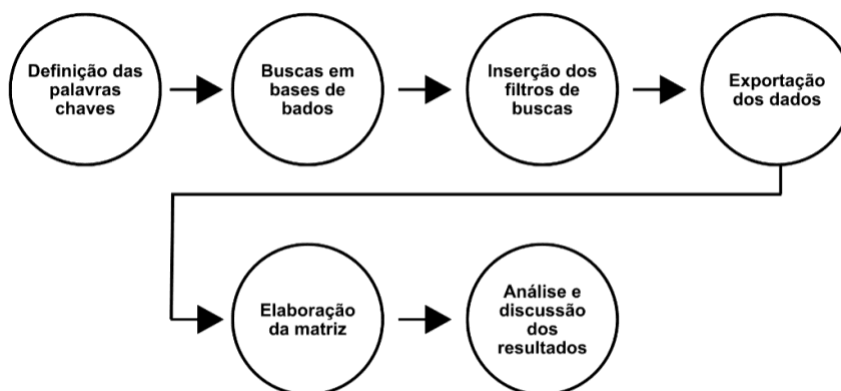 Definição das
palavras
chaves
Buscas em
bases de
bados
Inserção dos
filtros de
buscas
Exportação
dos dados
Elaboração
da matriz
Análise e
discussão
dos
resultados